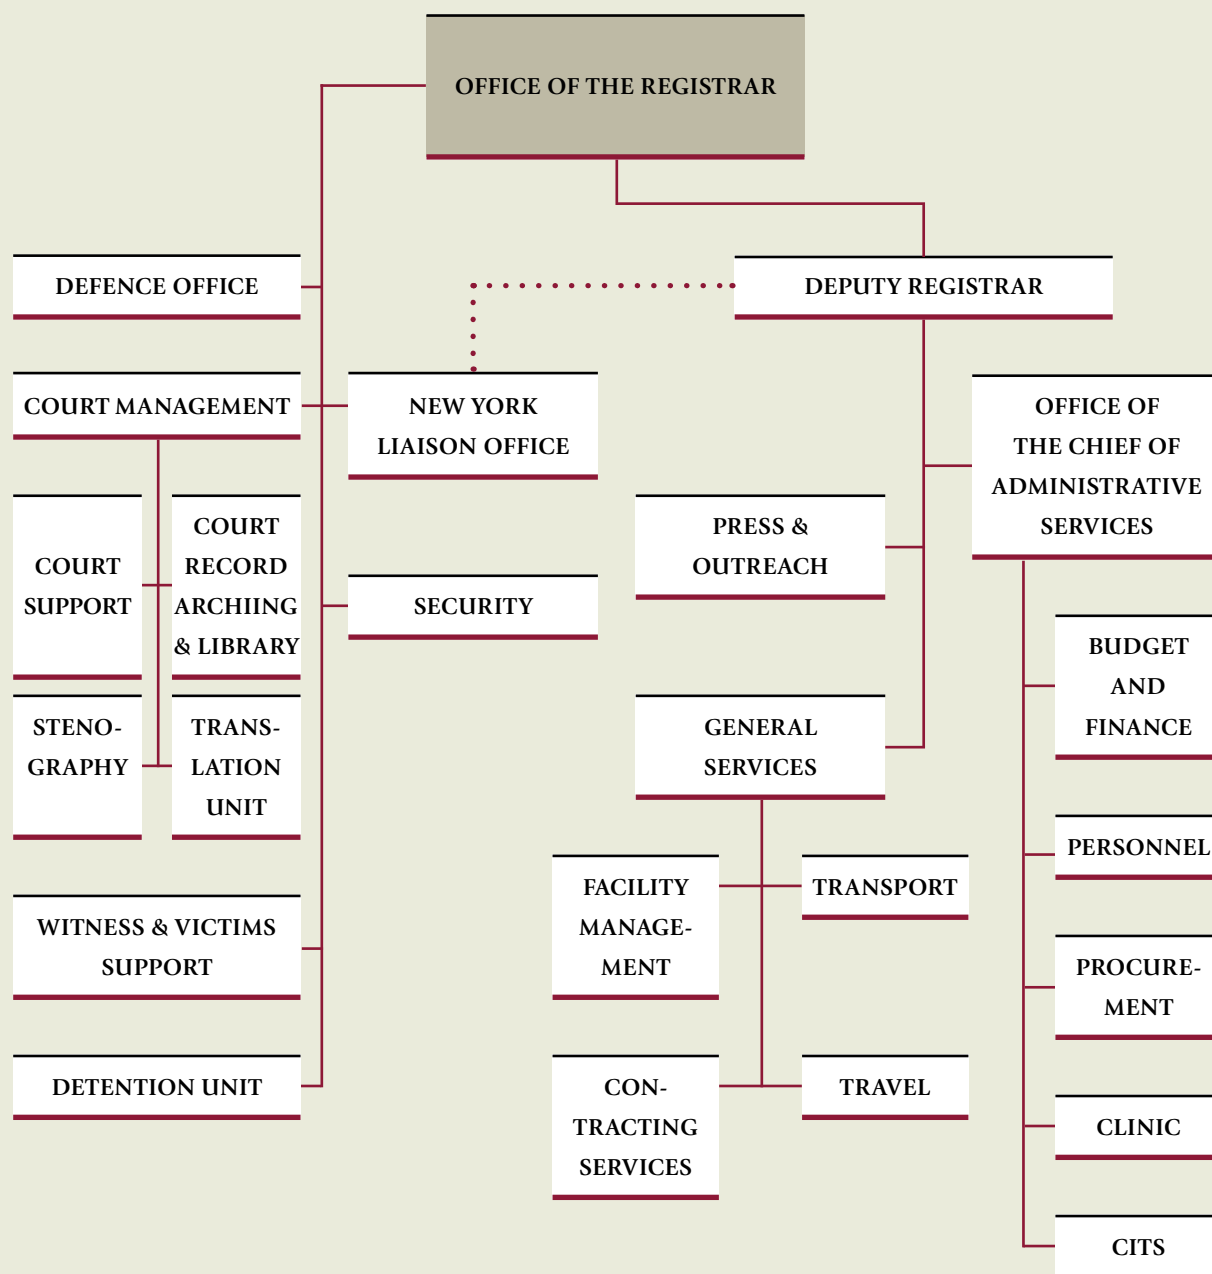 OFFICE OF THE REGISTRAR
DEFENCE OFFICE
DEPUTY REGISTRAR
COURT MANAGEMENT
NEW YORK
LIAISON OFFICE
OFFICE OF
THE CHIEF OF
ADMINISTRATIVE
SERVICES
COURT
SUPPORT
COURT
RECORD
ARCHIING
& LIBRARY
PRESS &
OUTREACH
SECURITY
STENO-
GRAPHY
TRANS-
LATION
UNIT
GENERAL
SERVICES
BUDGET
AND
FINANCE
PERSONNEL
FACILITY
MANAGE-
MENT
TRANSPORT
WITNESS & VICTIMS
SUPPORT
PROCURE-
MENT
DETENTION UNIT
CON-
TRACTING
SERVICES
TRAVEL
CLINIC
CITS